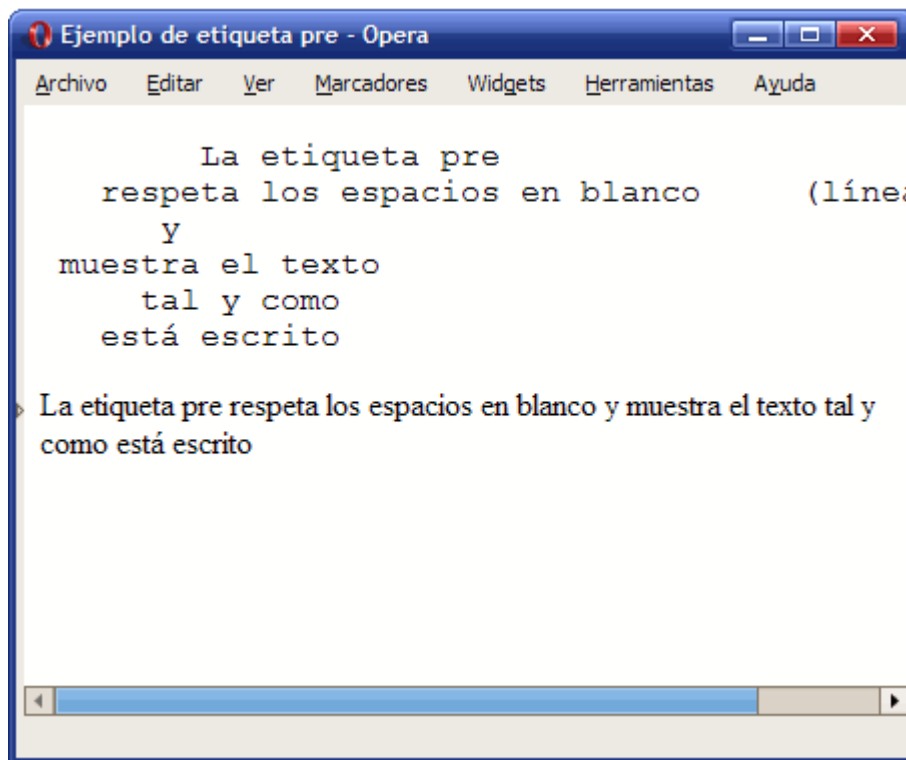 Ejemplo de etiqueta pre - Opera
Archivo Editar Ver Marcadores Widgets Herramientas Ayuda
La etiqueta pre
respeta los espacios en blanco (líne
y
muestra el texto
tal y como
está escrito
La etiqueta pre respeta los espacios en blanco y muestra el texto tal y
como está escrito